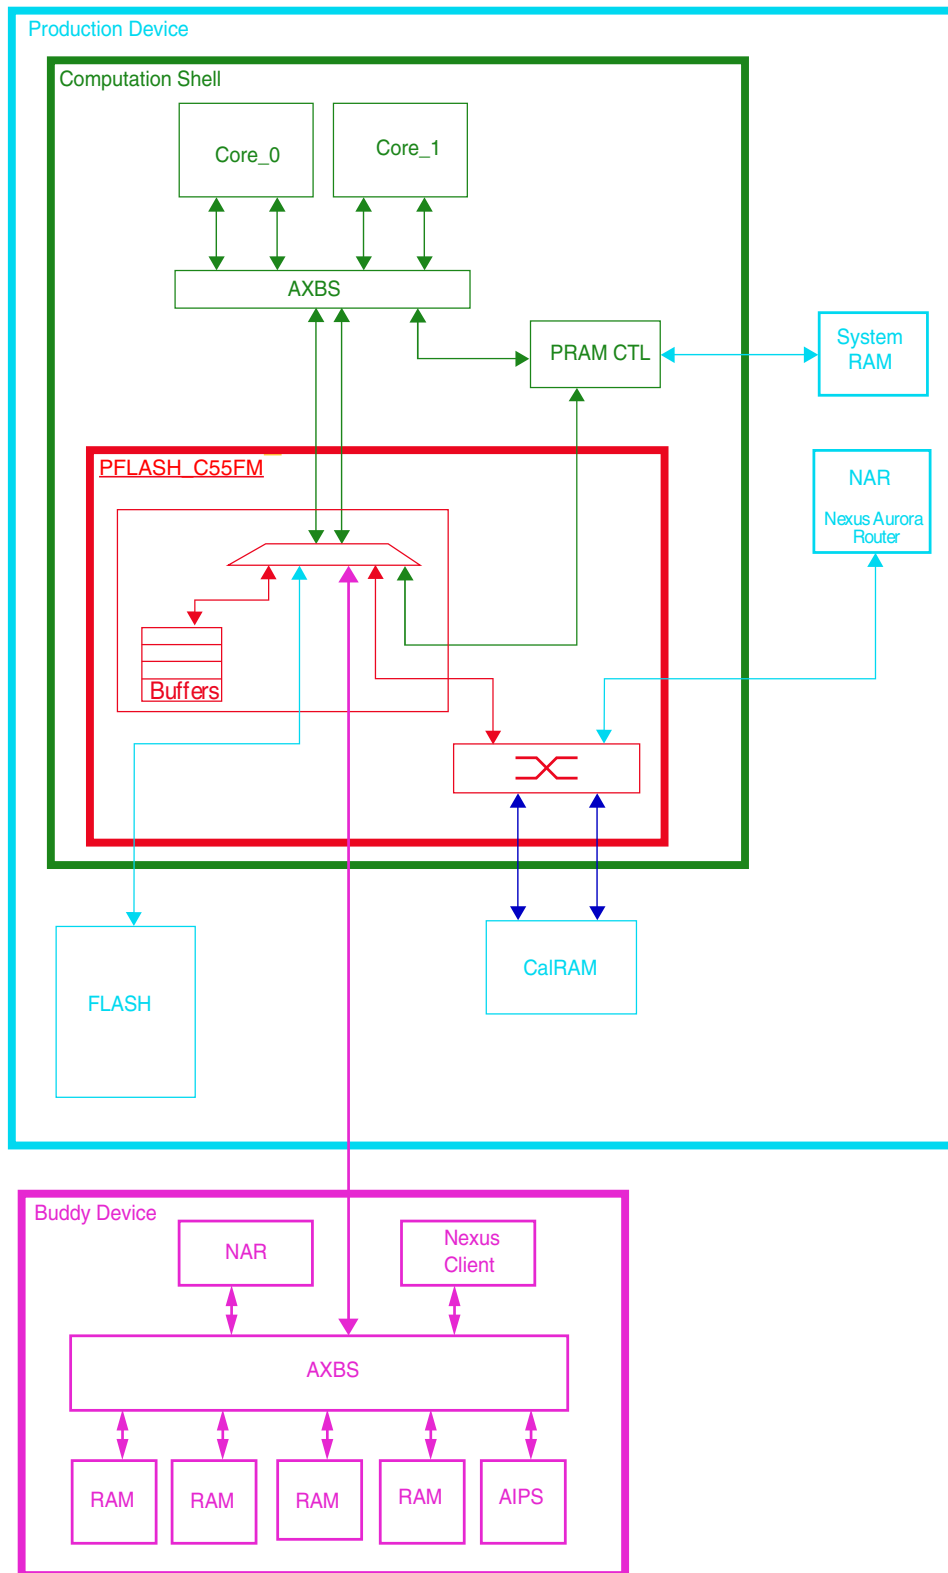 Production Device
Computation Shell
Core_0
Core_1
AXBS
PRAM CTL
System
RAM
PFLASH_C55FM
NAR
Nexus Aurora
Router
Buffers
CalRAM
FLASH
Buddy Device
NAR
Nexus
Client
AXBS
RAM
RAM
RAM
RAM
AIPS